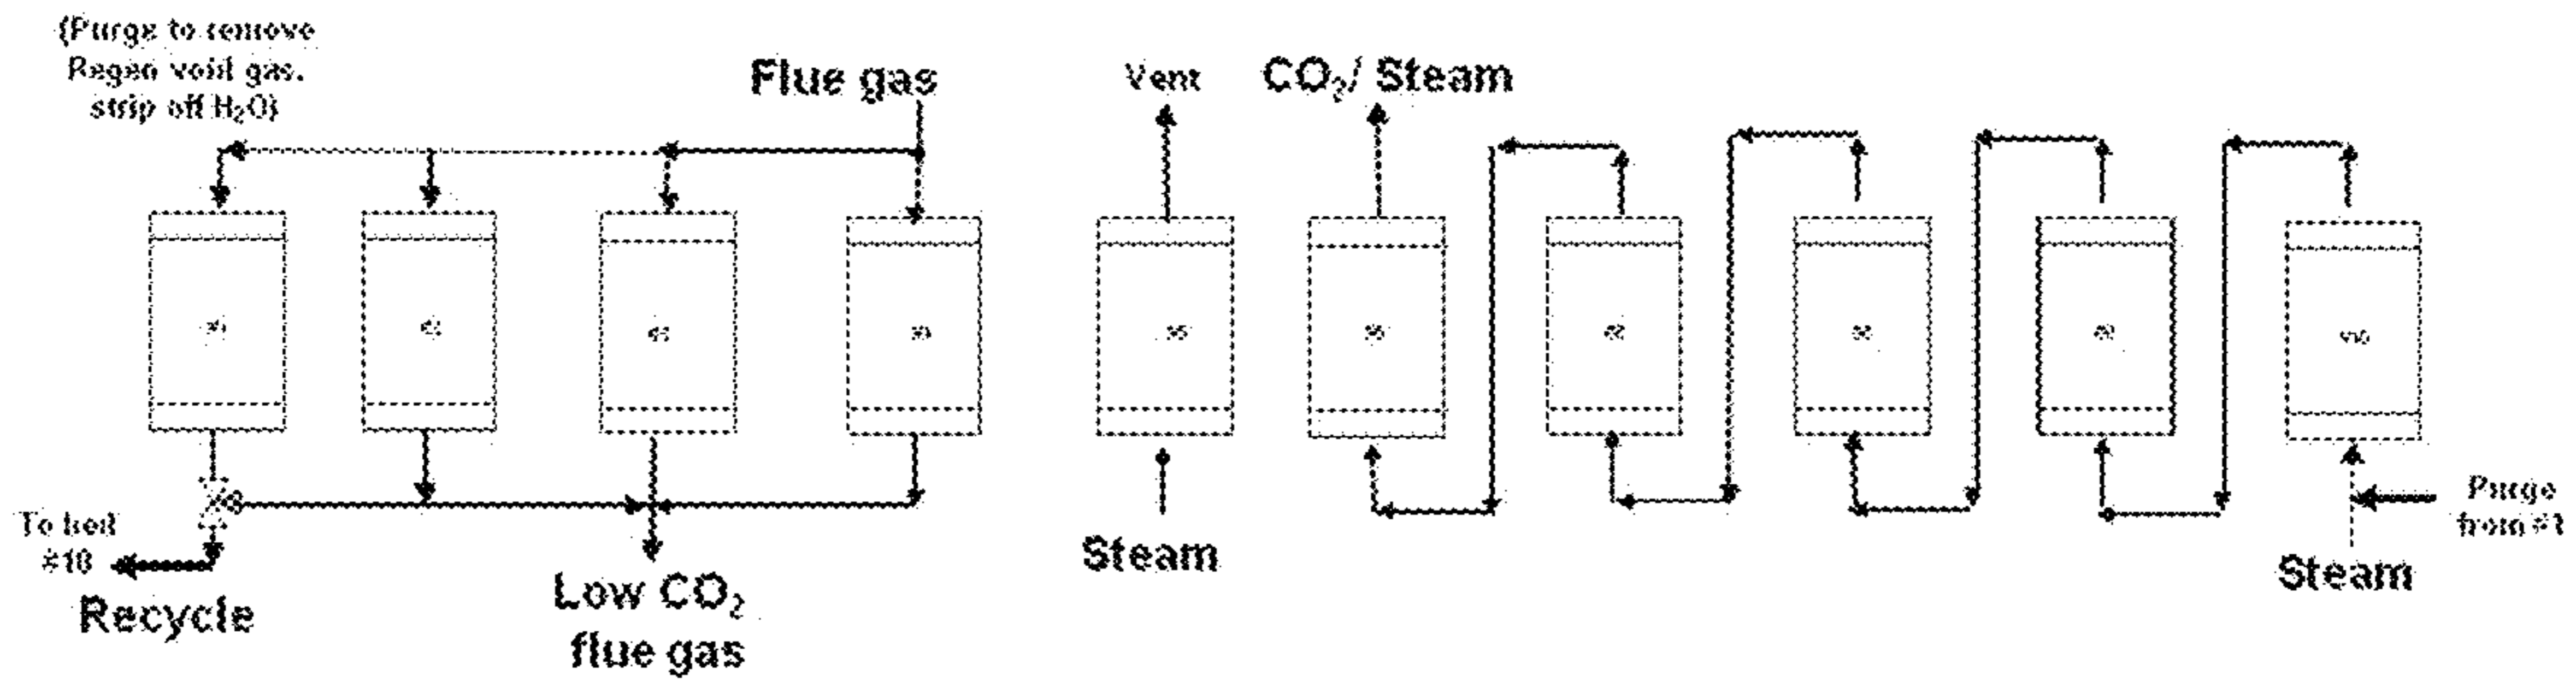 (Purge to remove
Regen void gas.
strip off H₂O)
Flue gas
Vent
CO₂/ Steam
To bed
#10
Recycle
Low CO₂
flue gas
Steam
Purge
from #1
Steam